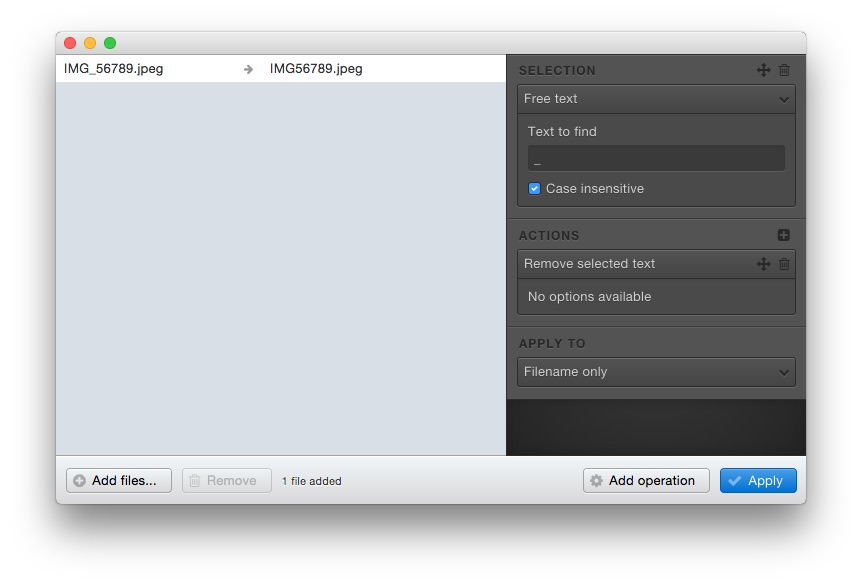 IMG_56789.jpeg IMG56789.jpeg
SELECTION
Free text
Text to find
_
Case insensitive
ACTIONS
Remove selected text
No options available
APPLY TO
Filename only
Add files... Remove 1 file added Add operation Apply